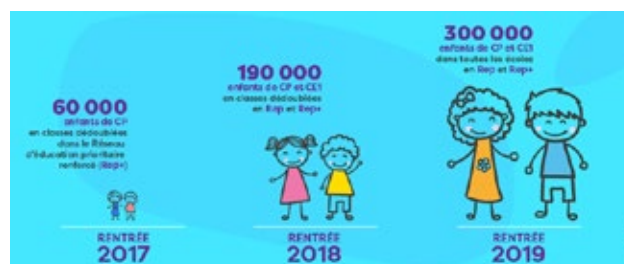 60 000
enfants de CP
en classes dédoublées
dans le Réseau
d'éducation prioritaire
renforcé (Rep+)
RENTRÉE
2017
190 000
enfants de CP et CE1
en classes dédoublées
en Rep et Rep+
RENTRÉE
2018
300 000
enfants de CP et CE1
dans toutes les écoles
en Rep et Rep+
RENTRÉE
2019